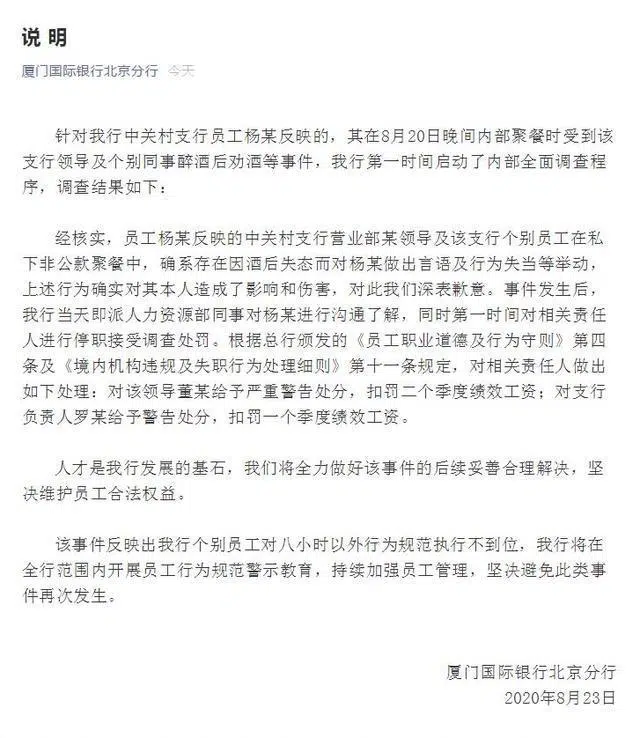 说明
厦门国际银行北京分行 今天
针对我行中关村支行员工杨某反映的，其在8月20日晚间内部聚餐时受到该
支行领导及个别同事醉酒后劝酒等事件，我行第一时间启动了内部全面调查程
序，调查结果如下：
经核实，员工杨某反映的中关村支行营业部某领导及该支行个别员工在私
下非公款聚餐中，确系存在因酒后失态而对杨某做出言语及行为失当等举动，
上述行为确实对其本人造成了影响和伤害，对此我们深表歉意。事件发生后，
我行当天即派人力资源部同事对杨某进行沟通了解，同时第一时间对相关责任
人进行停职接受调查处罚。根据总行颁发的《员工职业道德及行为守则》第四
条及《境内机构违规及失职行为处理细则》第十一条规定，对相关责任人做出
如下处理：对该领导董某给予严重警告处分，扣罚二个季度绩效工资；对支行
负责人罗某给予警告处分，扣罚一个季度绩效工资。
人才是我行发展的基石，我们将全力做好该事件的后续妥善合理解决，坚
决维护员工合法权益。
该事件反映出我行个别员工对八小时以外行为规范执行不到位，我行将在
全行范围内开展员工行为规范警示教育，持续加强员工管理，坚决避免此类事
件再次发生。
厦门国际银行北京分行
2020年8月23日